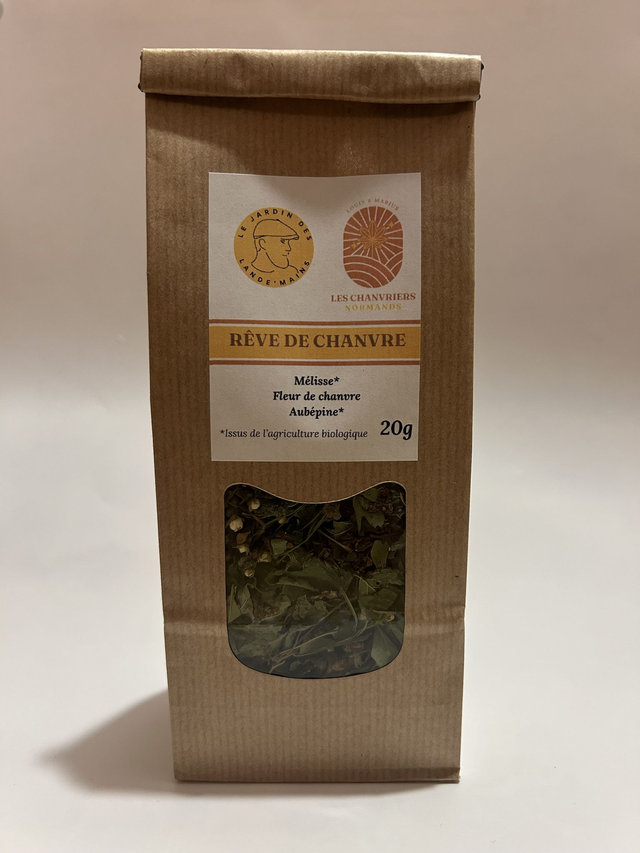 LE JARDIN DES
LANDE'MAINS
LOUIS & MARIUS
LES CHANVRIERS
NORMANDS
RÊVE DE CHANVRE
Mélisse*
Fleur de chanvre
Aubépine*
*Issus de l'agriculture biologique 20g